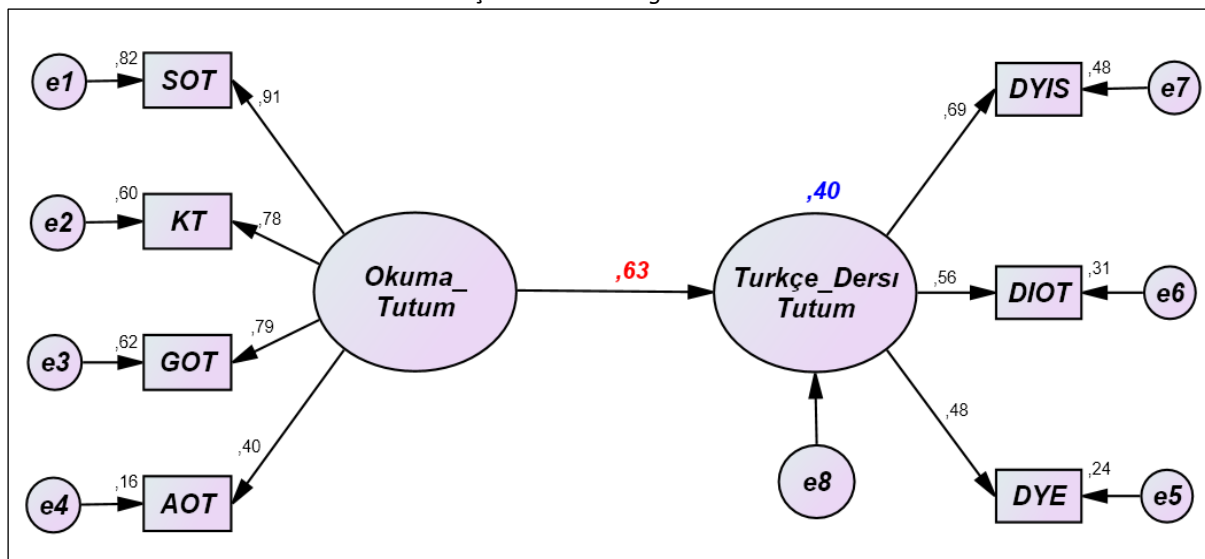 e1
,82
SOT
,91
e2
,60
KT
,78
e3
,62
GOT
,79
e4
,16
AOT
,40
Okuma_
Tutum
,63
,40
Turkçe_Dersı
Tutum
e8
,69
DYIS
,48
e7
,56
DIOT
,31
e6
,48
DYE
,24
e5